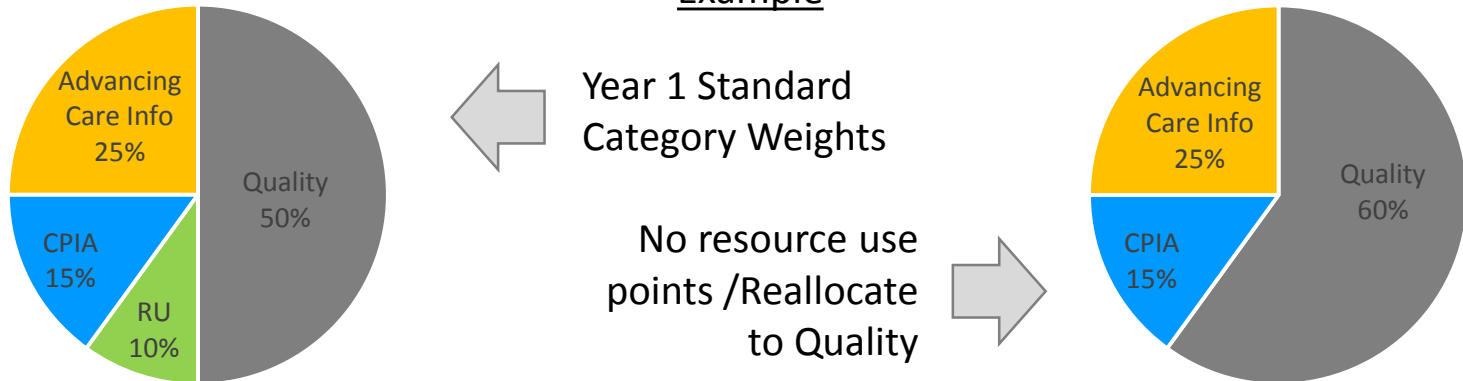 Example
Advancing
Care Info
25%
Quality
50%
CPIA
15%
RU
10%
Year 1 Standard
Category Weights
No resource use
points /Reallocate
to Quality
Advancing
Care Info
25%
Quality
60%
CPIA
15%